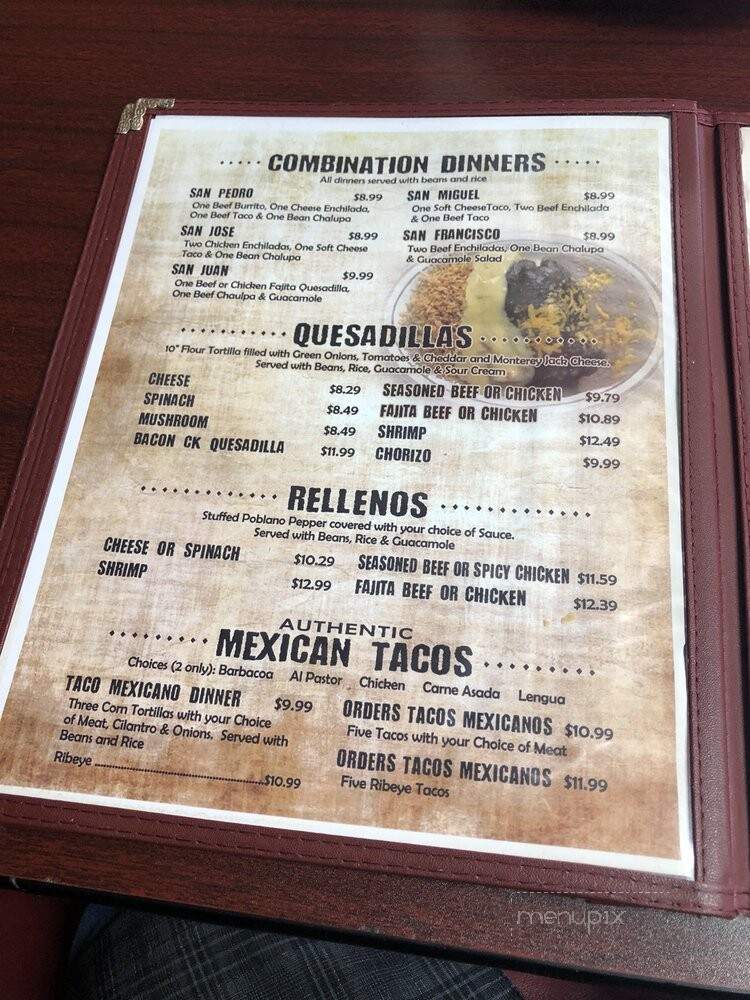 COMBINATION DINNERS
All dinners served with beans and rice
SAN PEDRO $8.99
One Beef Burrito, One Cheese Enchilada,
One Beef Taco & One Bean Chalupa
SAN JOSE $8.99
Two Chicken Enchiladas, One Soft Cheese
Taco & One Bean Chalupa
SAN JUAN $9.99
One Beef or Chicken Fajita Quesadilla,
One Beef Chaulpa & Guacamole
SAN MIGUEL $8.99
One Soft CheeseTaco, Two Beef Enchilada
& One Beef Taco
SAN FRANCISCO $8.99
Two Beef Enchiladas, One Bean Chalupa
& Guacamole Salad
QUESADILLAS
10" Flour Tortilla filled with Green Onions, Tomatoes & Cheddar and Monterey Jack Cheese.
Served with Beans, Rice, Guacamole & Sour Cream
CHEESE $8.29
SPINACH $8.49
MUSHROOM $8.49
BACON CK QUESADILLA $11.99
SEASONED BEEF OR CHICKEN $9.79
FAJITA BEEF OR CHICKEN $10.89
SHRIMP $12.49
CHORIZO $9.99
RELLENOS
Stuffed Poblano Pepper covered with your choice of Sauce.
Served with Beans, Rice & Guacamole
CHEESE OR SPINACH $10.29
SHRIMP $12.99
SEASONED BEEF OR SPICY CHICKEN $11.59
FAJITA BEEF OR CHICKEN $12.39
AUTHENTIC
MEXICAN TACOS
Choices (2 only): Barbacoa Al Pastor Chicken Carne Asada Lengua
TACO MEXICANO DINNER $9.99
Three Corn Tortillas with your Choice
of Meat, Cilantro & Onions. Served with
Beans and Rice
Ribeye $10.99
ORDERS TACOS MEXICANOS $10.99
Five Tacos with your Choice of Meat
ORDERS TACOS MEXICANOS $11.99
Five Ribeye Tacos
menupix